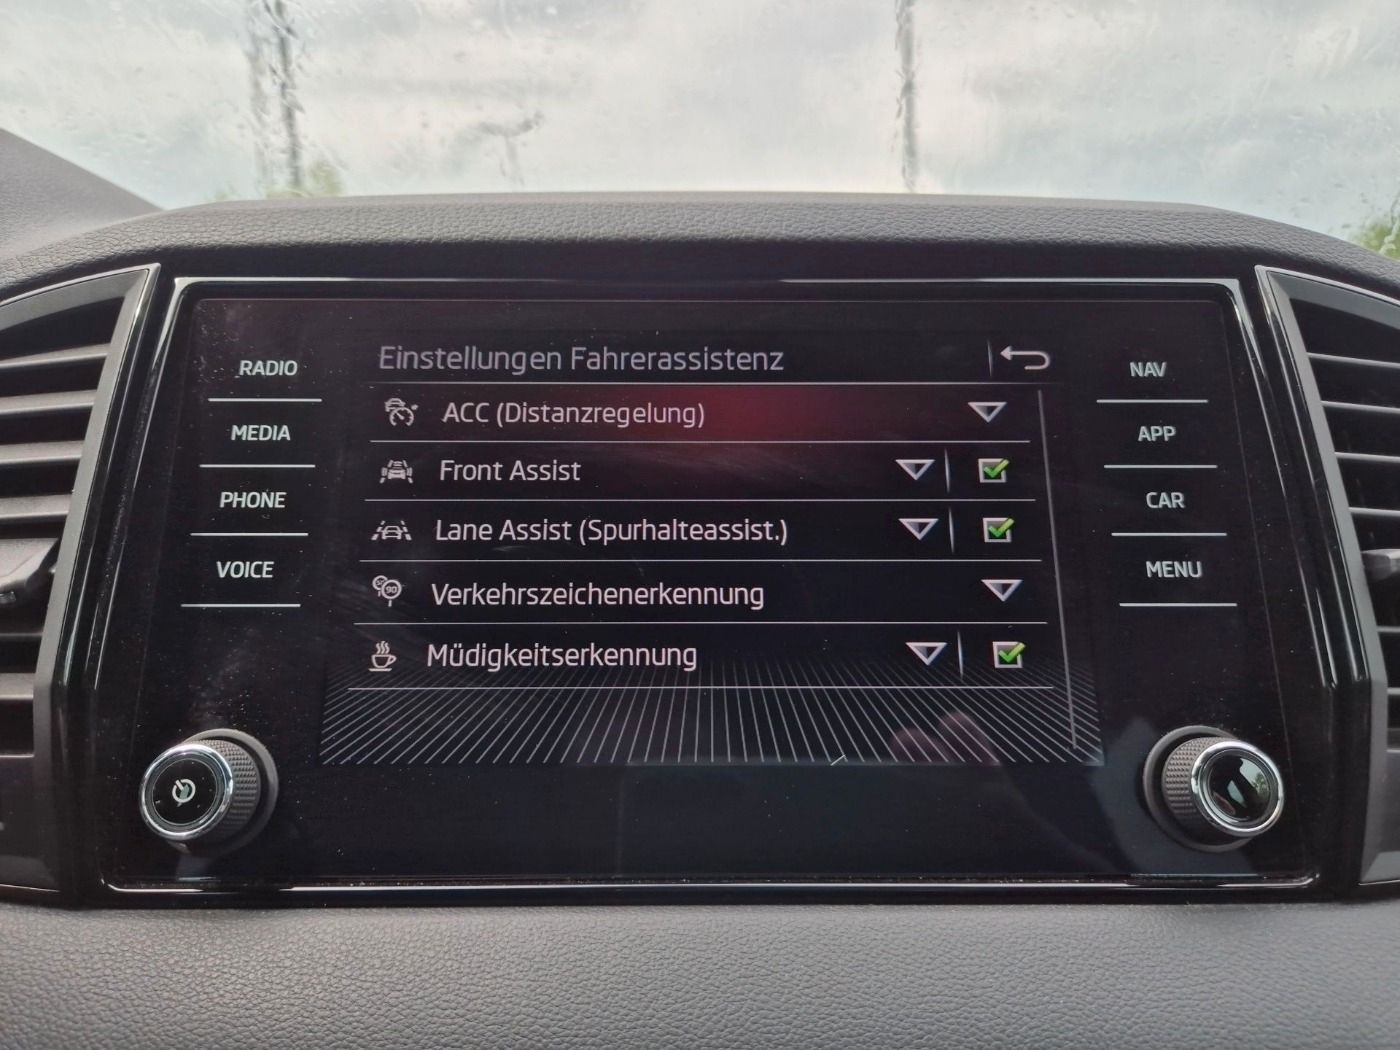 Einstellungen Fahrerassistenz
RADIO
MEDIA
PHONE
VOICE
ACC (Distanzregelung)
Front Assist
Lane Assist (Spurhalteassist.)
Verkehrszeichenerkennung
90
Müdigkeitserkennung
NAV
APP
CAR
MENU